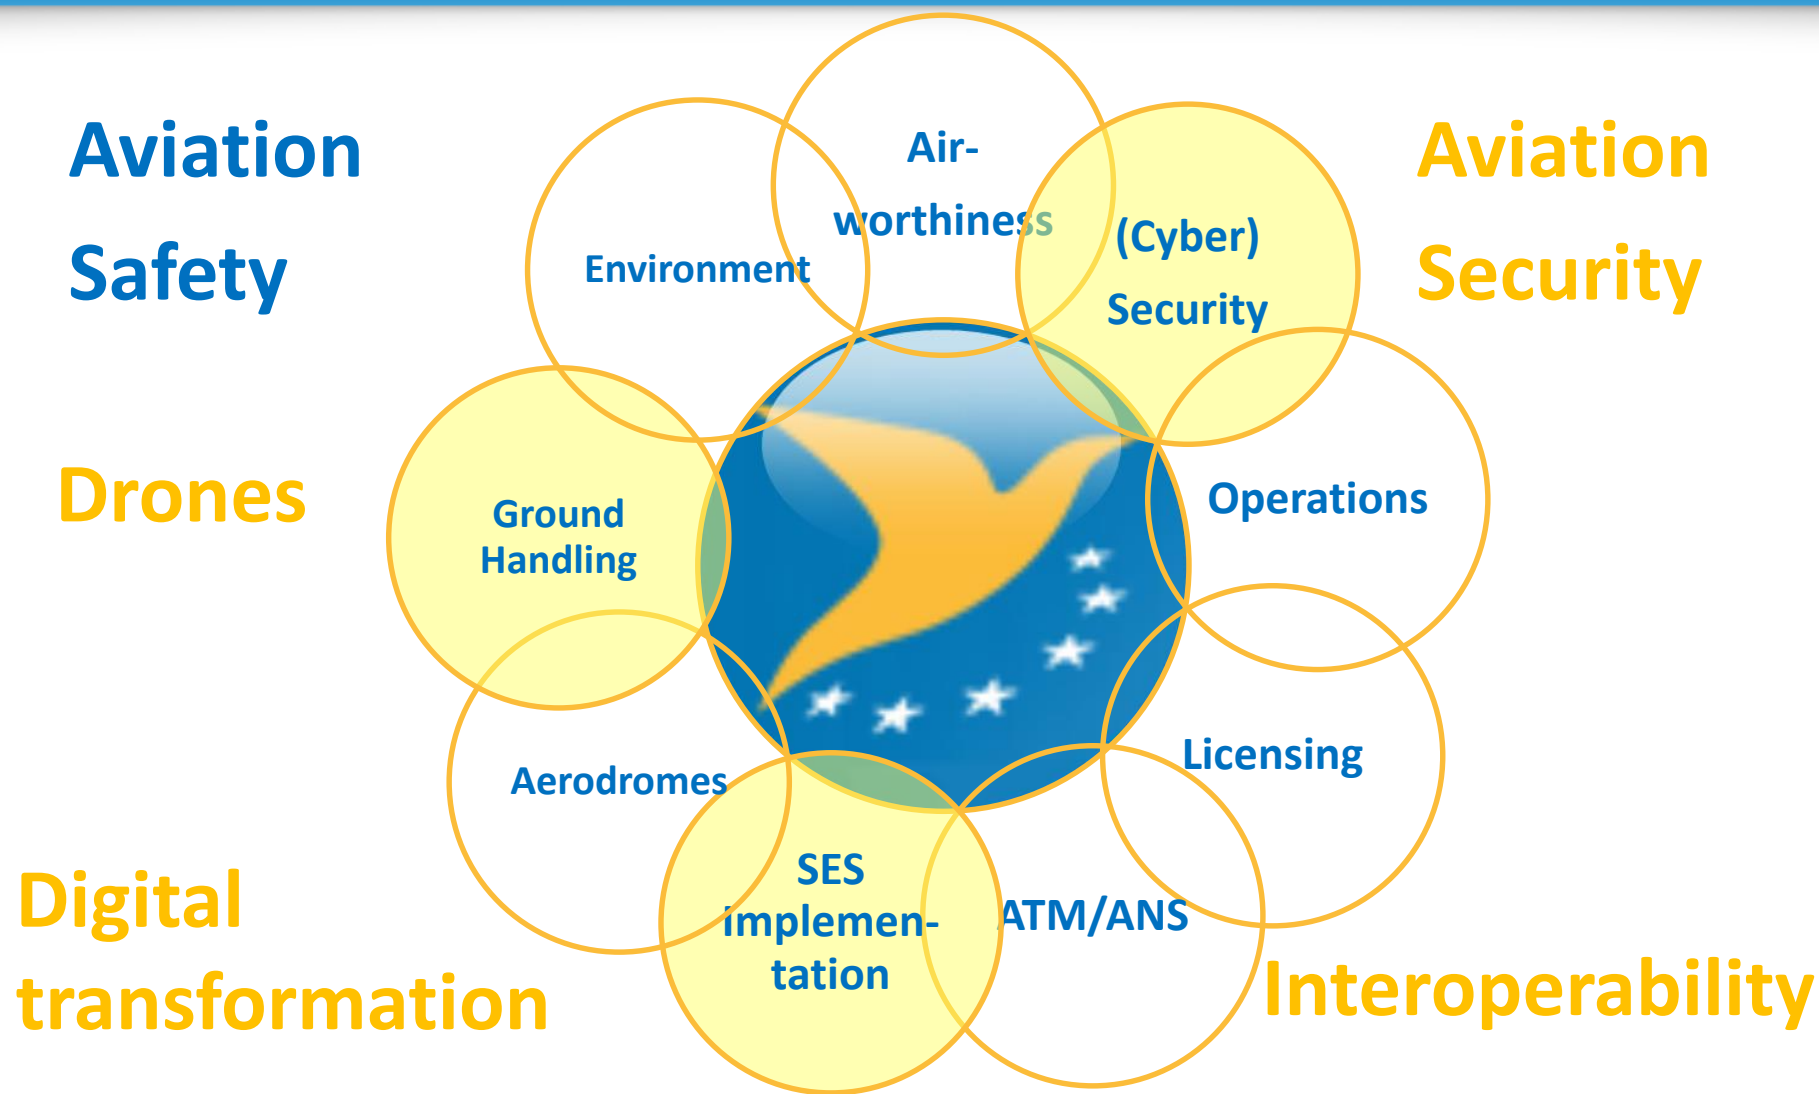 Aviation
Safety
Air-
worthiness
Environment
(Cyber)
Security
Aviation
Security
Drones
Ground
Handling
Operations
Aerodromes
Licensing
SES
implemen-
tation
ATM/ANS
Digital
transformation
Interoperability